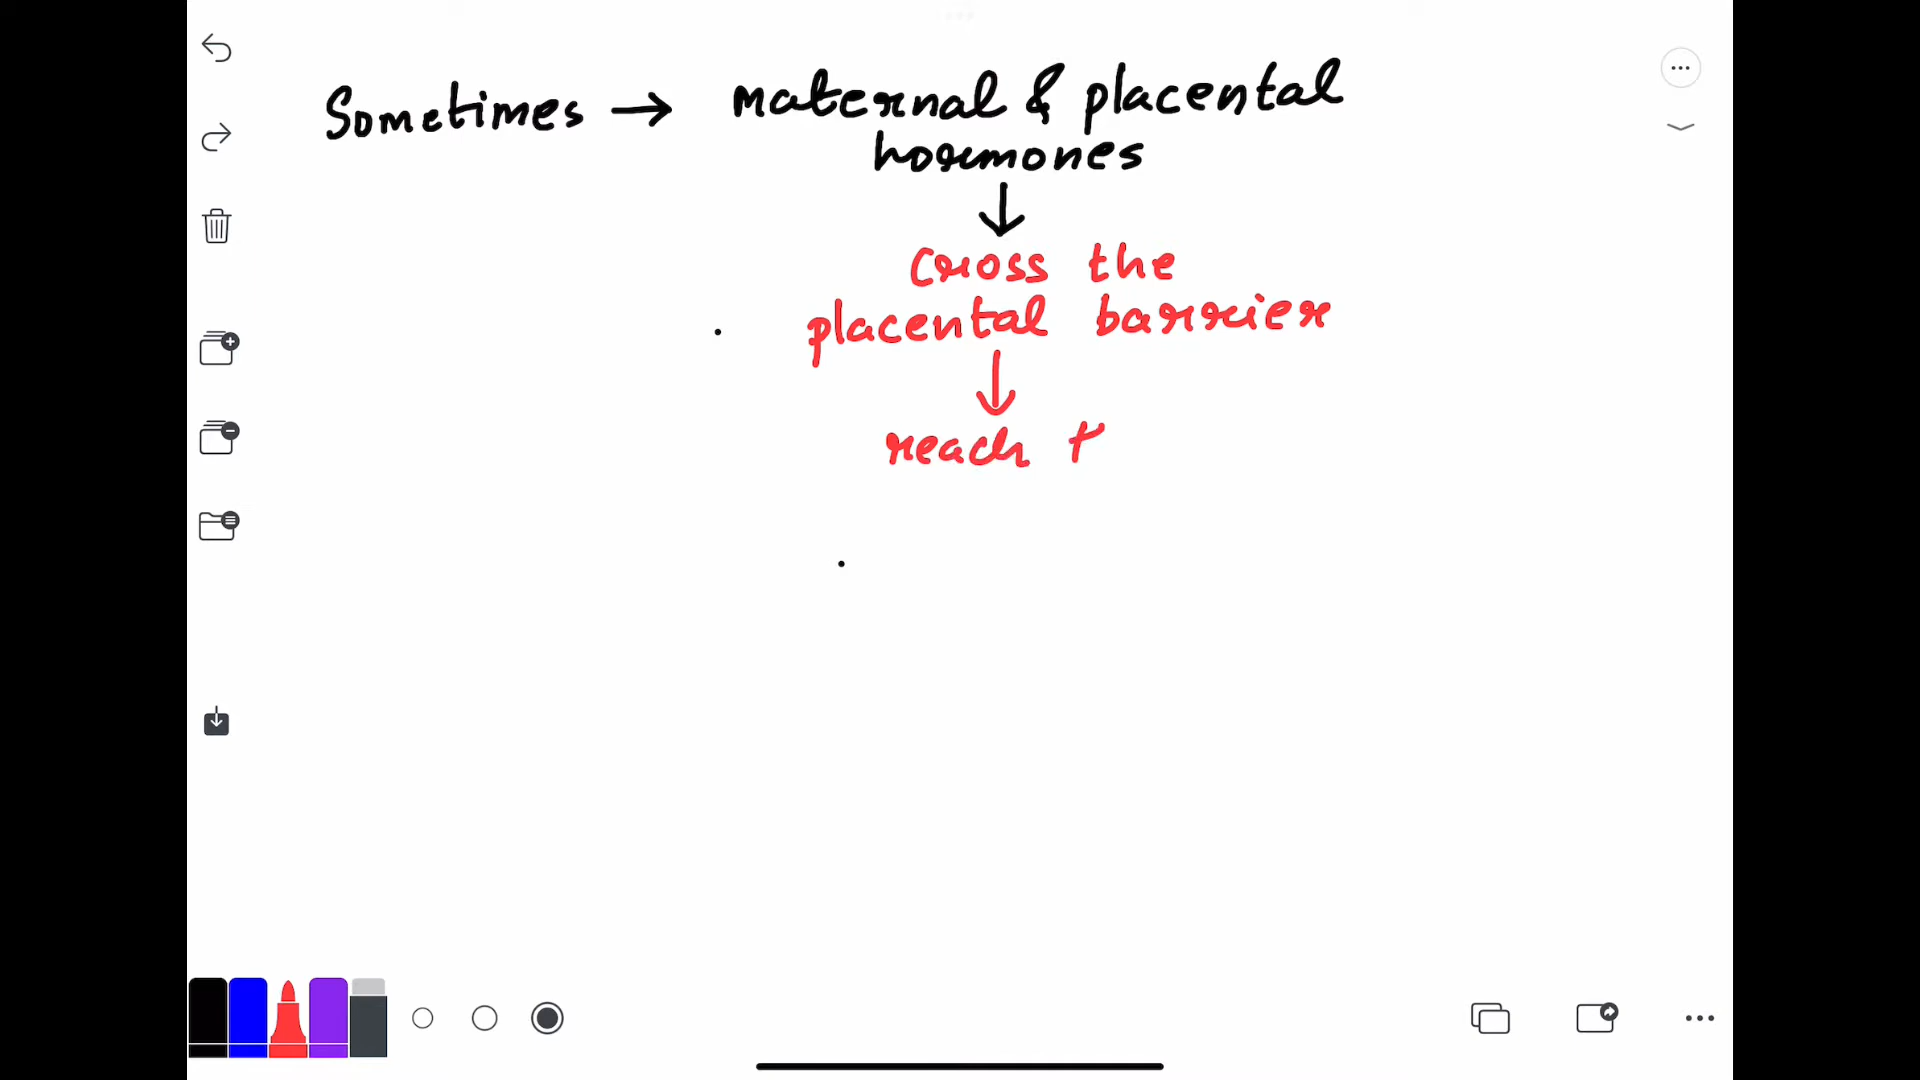 Sometimes → maternal & placental
hormones
↓
cross the
placental barrier
↓
reach t